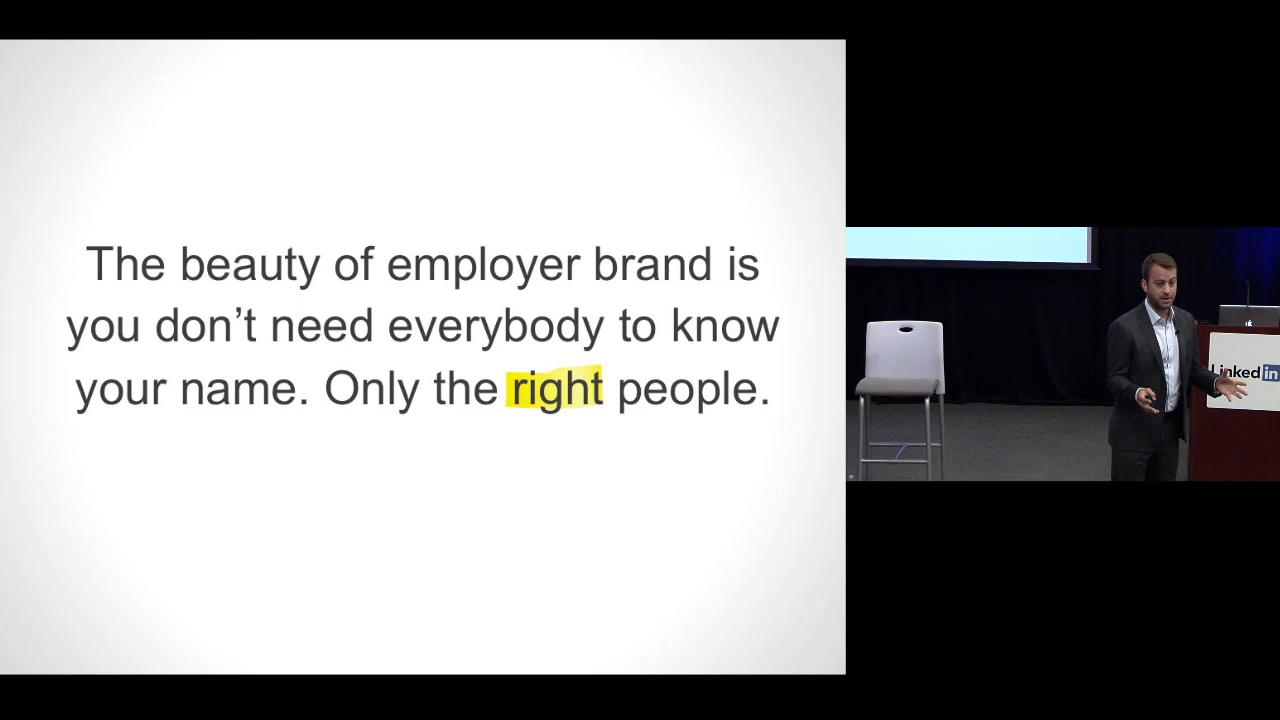 The beauty of employer brand is
you don’t need everybody to know
your name. Only the right people.
Linked in